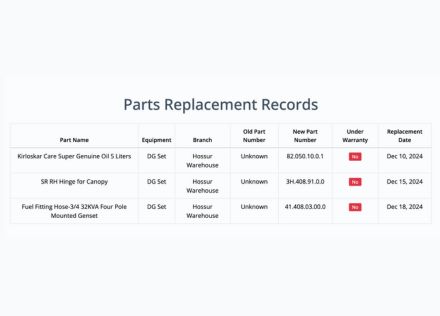 Parts Replacement Records
Part Name Equipment Branch Old Part Number New Part Number Under Warranty Replacement Date
Kirloskar Care Super Genuine Oil 5 Liters DG Set Hossur Warehouse Unknown 82.050.10.0.1 No Dec 10, 2024
SR RH Hinge for Canopy DG Set Hossur Warehouse Unknown 3H.408.91.0.0 No Dec 15, 2024
Fuel Fitting Hose-3/4 32KVA Four Pole Mounted Genset DG Set Hossur Warehouse Unknown 41.408.03.00.0 No Dec 18, 2024